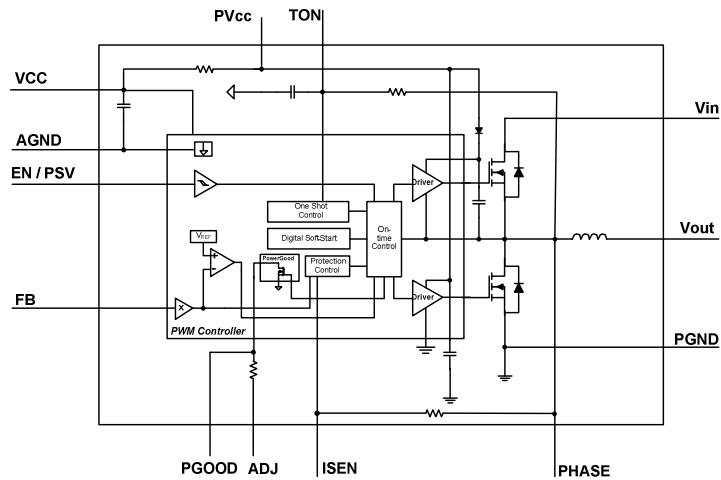 PVcc TON
VCC
Vin
AGND
EN / PSV
Driver
One Shot
Control
On-
time
Control
VREF
Digital SoftStart
Vout
PowerGood
Protection
Control
+
-
Driver
FB
X
PWM Controller
PGND
PGOOD ADJ ISEN PHASE